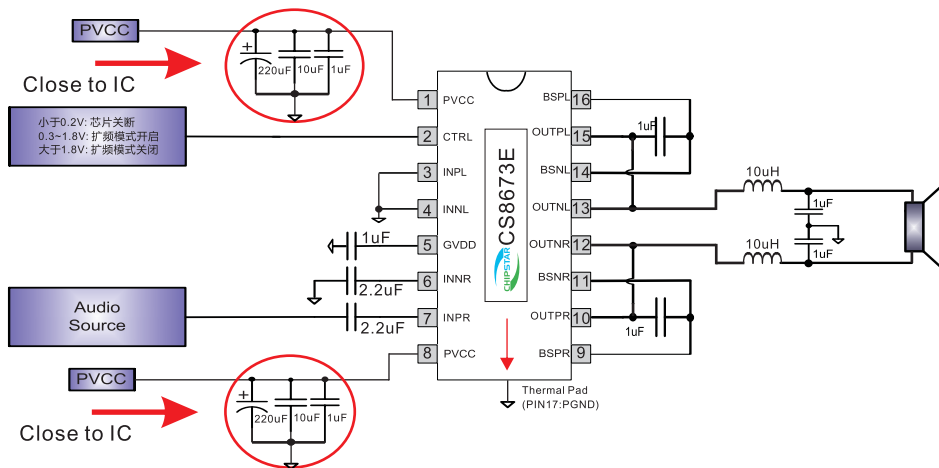 PVCC
Close to IC
+
220uF
10uF
1uF
小于0.2V: 芯片关断
0.3~1.8V: 扩频模式开启
大于1.8V: 扩频模式关闭
1 PVCC
2 CTRL
3 INPL
4 INNL
5 GVDD
6 INNR
7 INPR
8 PVCC
1uF
2.2uF
2.2uF
Audio
Source
PVCC
Close to IC
+
220uF
10uF
1uF
CHIPSTAR
CS8673E
BSPL 16
OUTPL 15
BSNL 14
OUTNL 13
OUTNR 12
BSNR 11
OUTPR 10
BSPR 9
1uF
1uF
10uH
10uH
1uF
1uF
Thermal Pad
(PIN17:PGND)